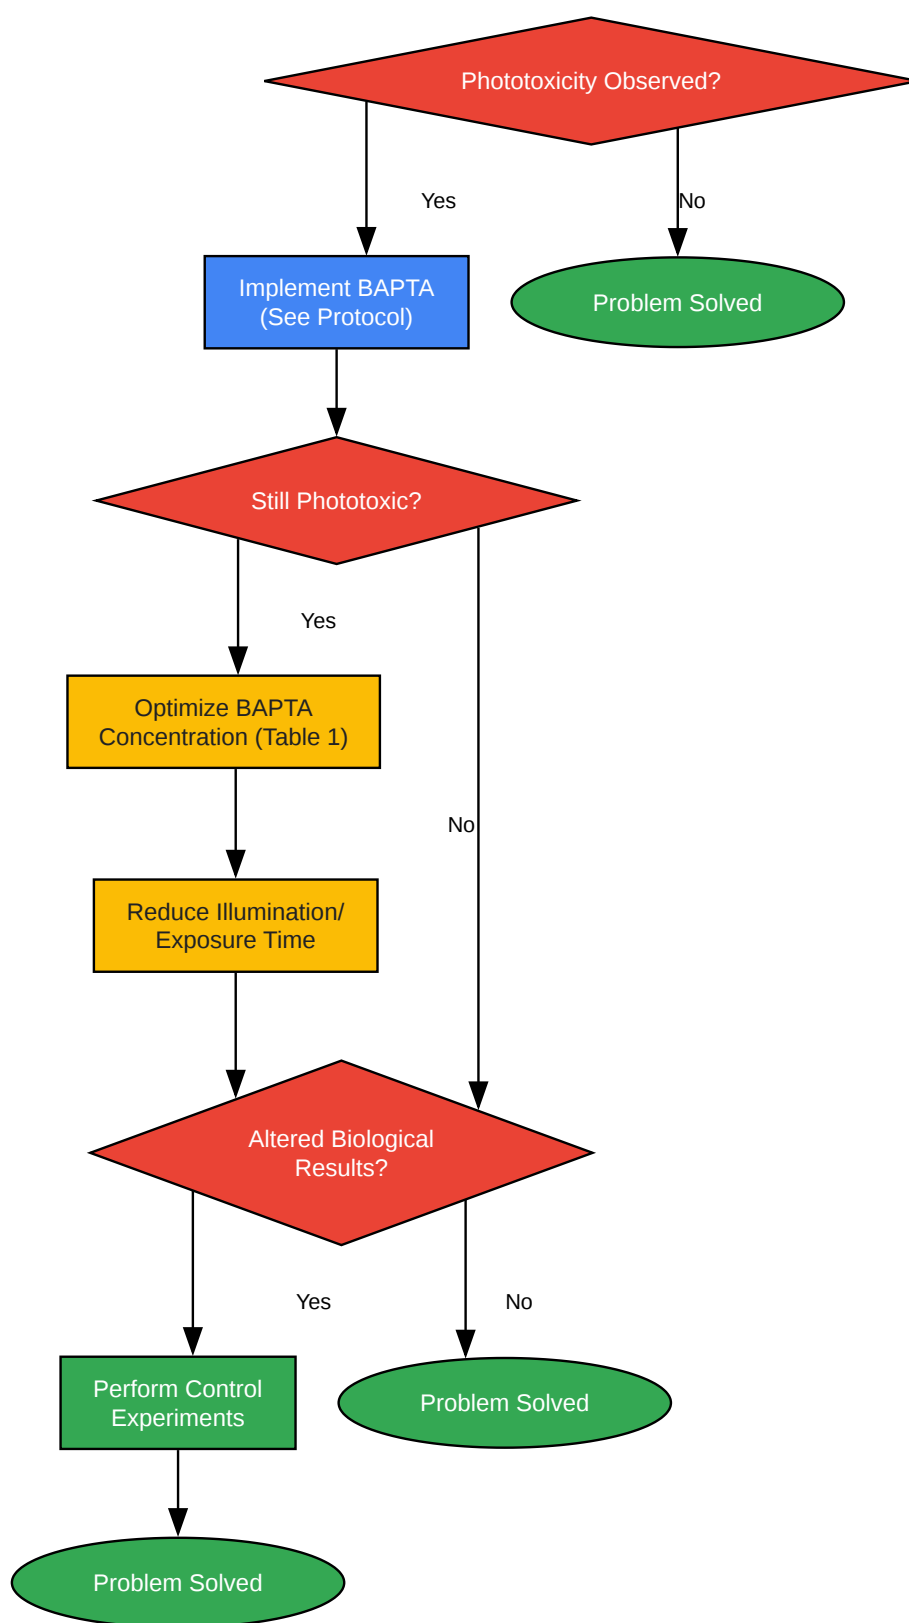 Phototoxicity Observed?
Yes
No
Implement BAPTA
(See Protocol)
Problem Solved
Still Phototoxic?
Yes
Optimize BAPTA
Concentration (Table 1)
No
Reduce Illumination/
Exposure Time
Altered Biological
Results?
Yes
No
Perform Control
Experiments
Problem Solved
Problem Solved